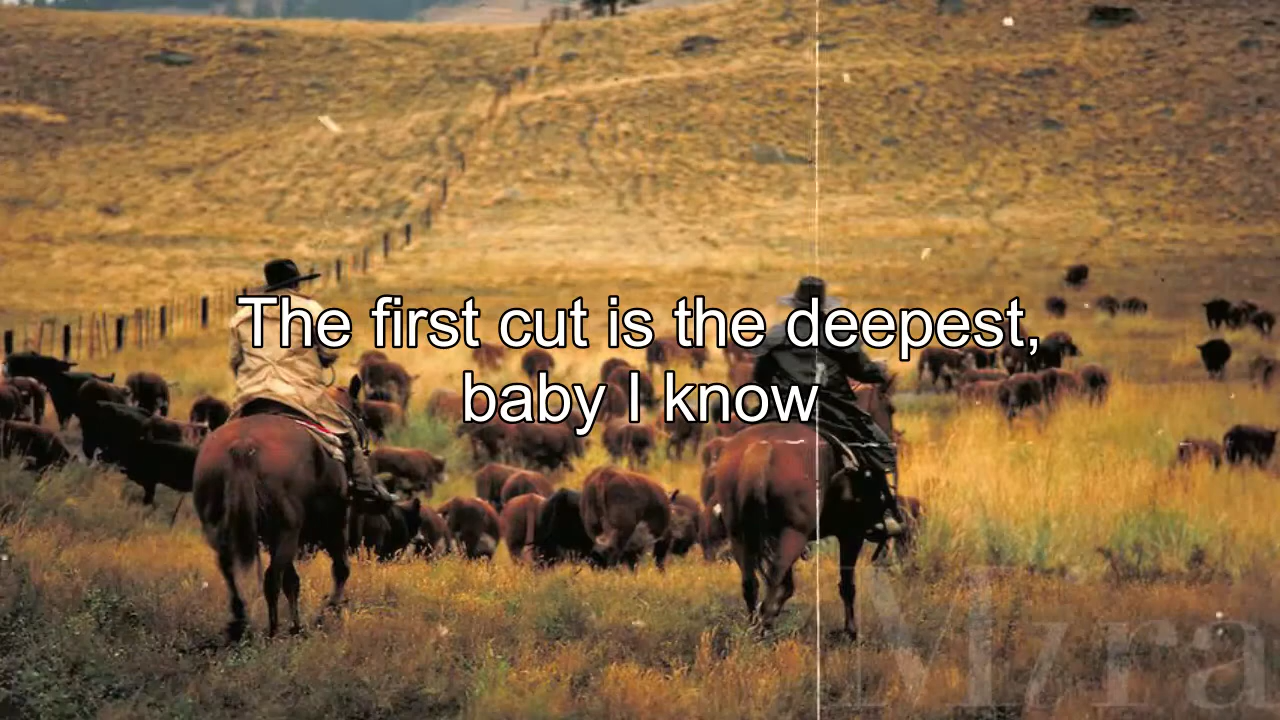 The first cut is the deepest,
baby I know